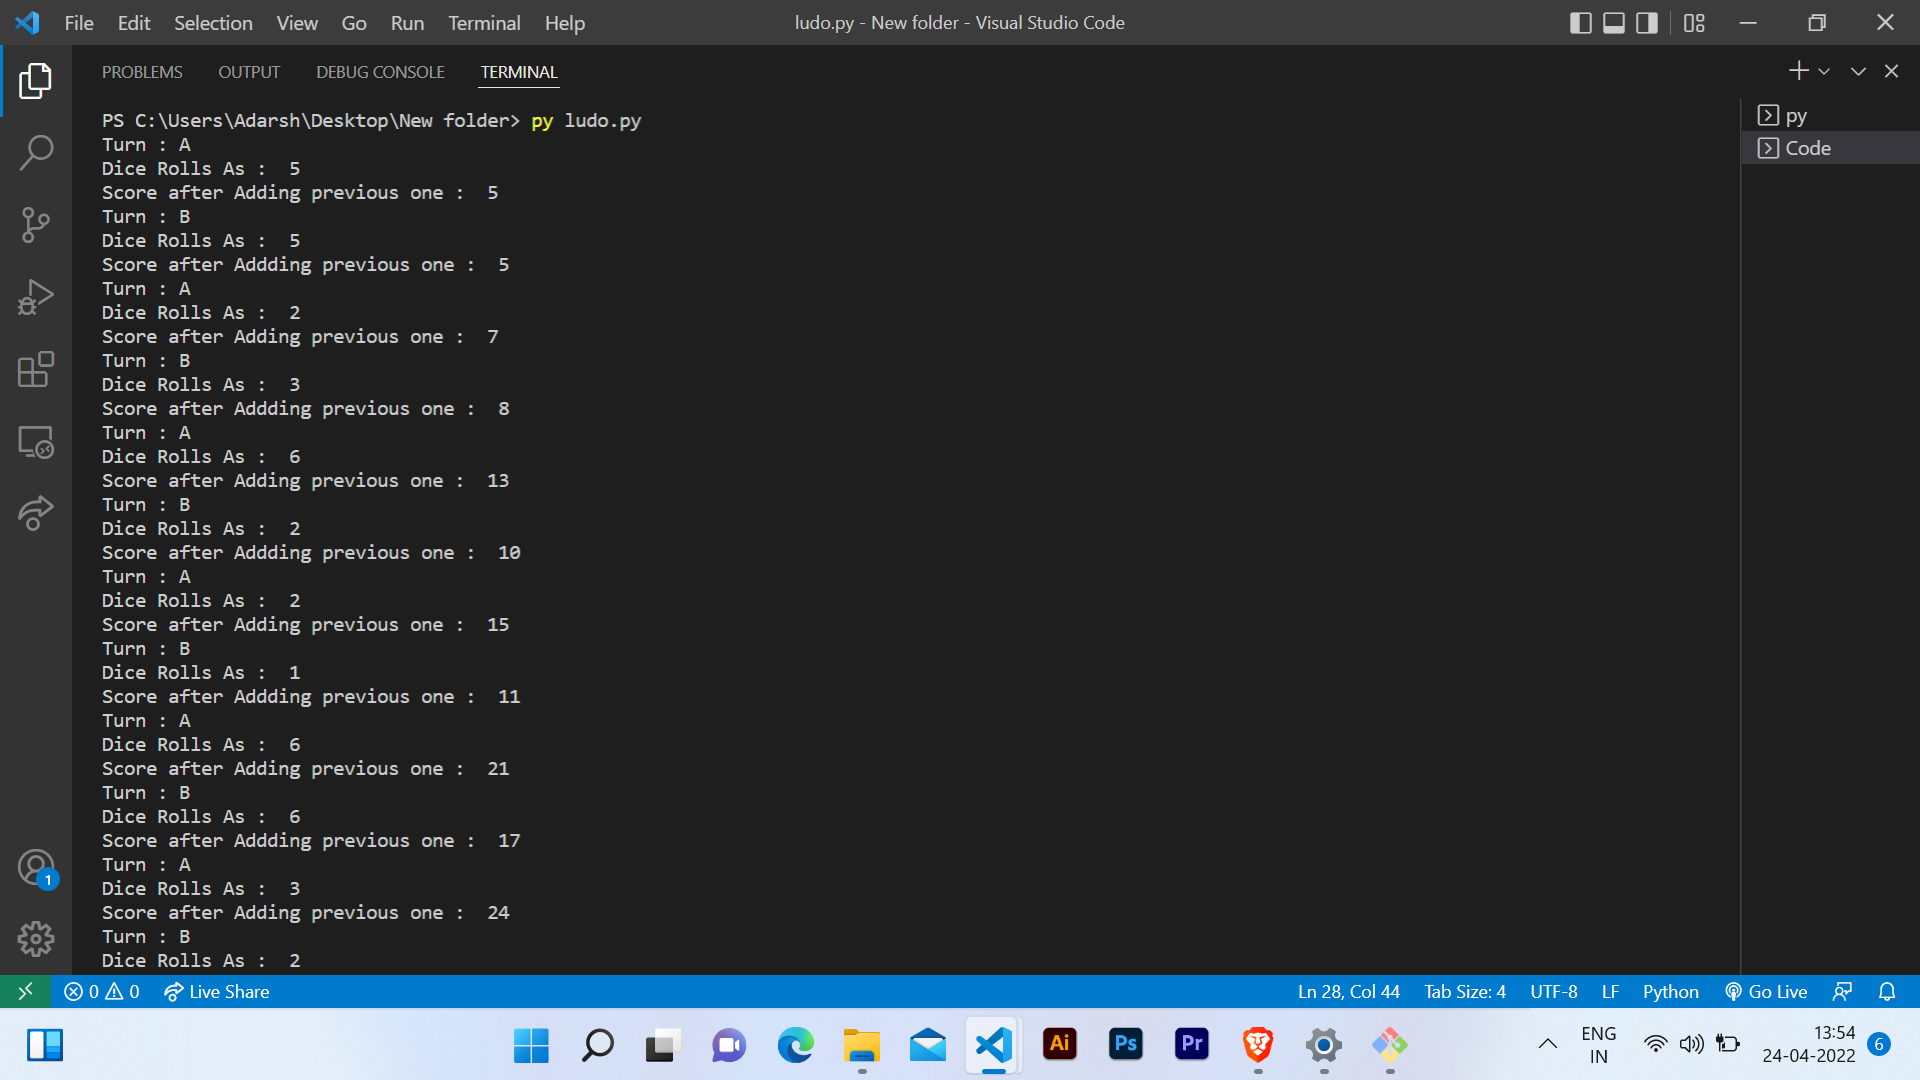 File Edit Selection View Go Run Terminal Help
ludo.py - New folder - Visual Studio Code
PROBLEMS OUTPUT DEBUG CONSOLE TERMINAL
PS C:\Users\Adarsh\Desktop\New folder> py ludo.py
Turn : A
Dice Rolls As :  5
Score after Adding previous one :  5
Turn : B
Dice Rolls As :  5
Score after Addding previous one :  5
Turn : A
Dice Rolls As :  2
Score after Adding previous one :  7
Turn : B
Dice Rolls As :  3
Score after Addding previous one :  8
Turn : A
Dice Rolls As :  6
Score after Adding previous one :  13
Turn : B
Dice Rolls As :  2
Score after Addding previous one :  10
Turn : A
Dice Rolls As :  2
Score after Adding previous one :  15
Turn : B
Dice Rolls As :  1
Score after Addding previous one :  11
Turn : A
Dice Rolls As :  6
Score after Adding previous one :  21
Turn : B
Dice Rolls As :  6
Score after Addding previous one :  17
Turn : A
Dice Rolls As :  3
Score after Adding previous one :  24
Turn : B
Dice Rolls As :  2
py
Code
1
0 0 Live Share
Ln 28, Col 44 Tab Size: 4 UTF-8 LF Python Go Live
Ai Ps Pr
ENG
IN
13:54
24-04-2022
6